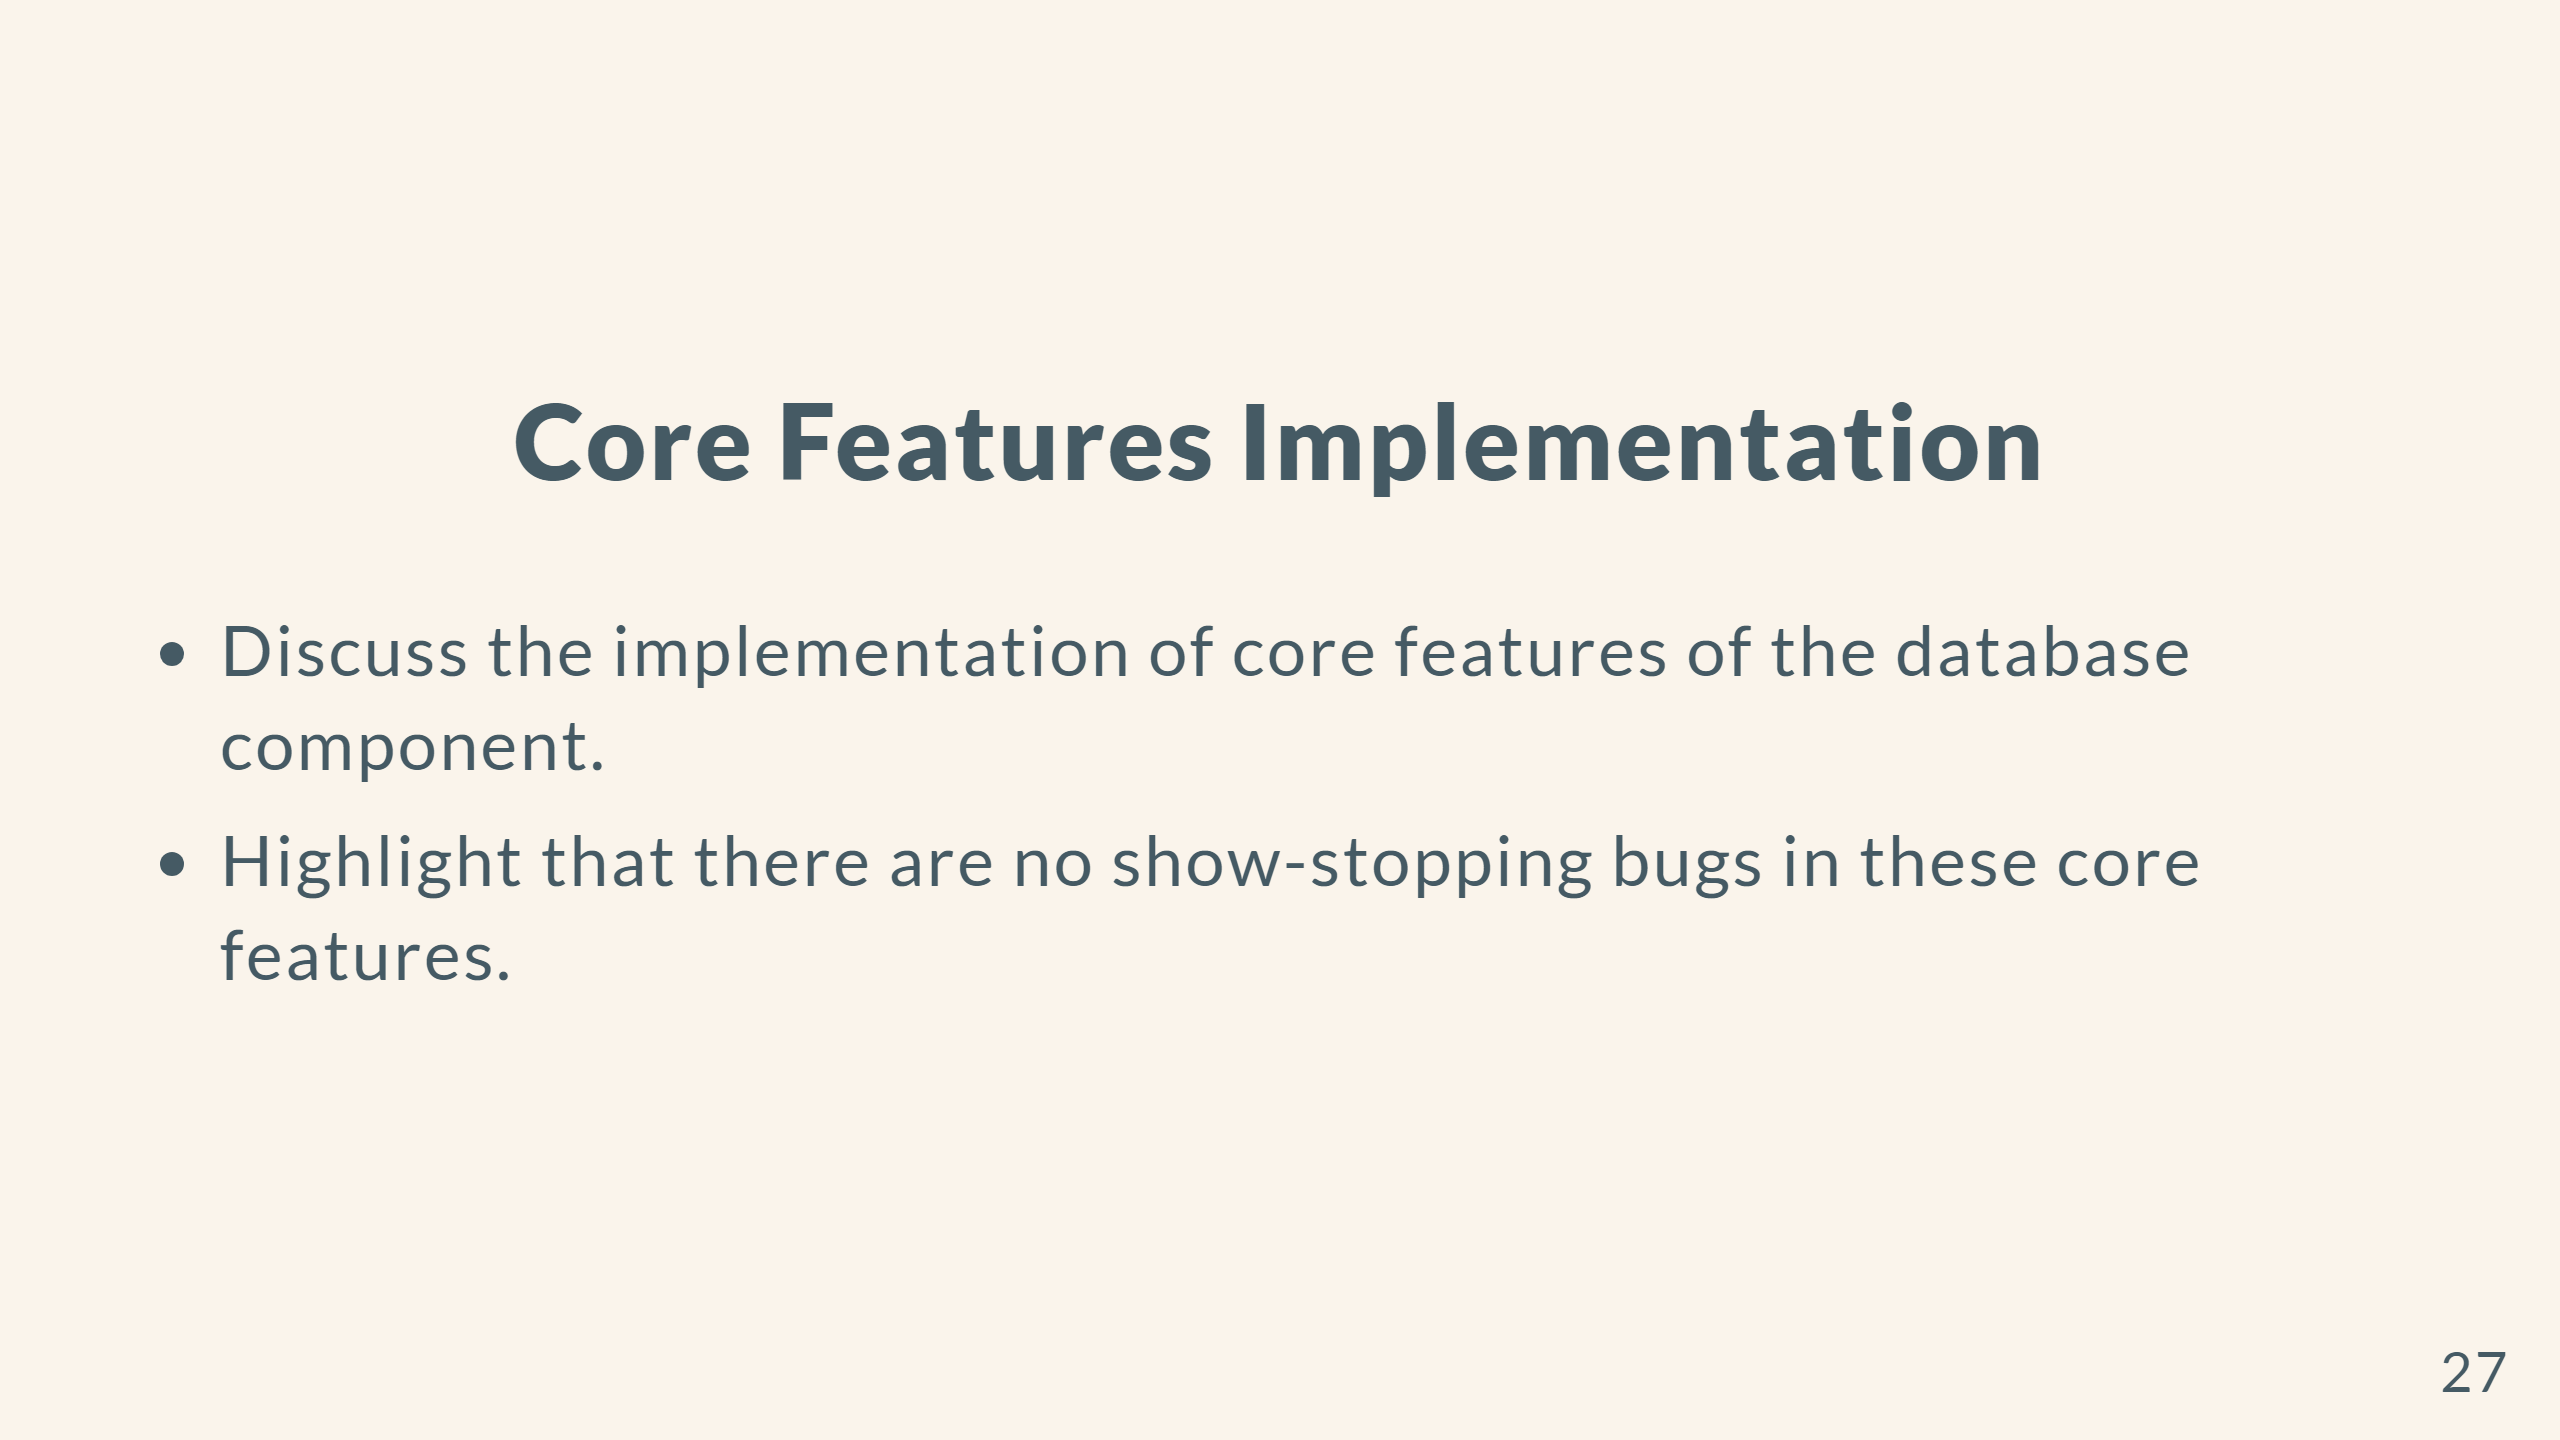 Core Features Implementation
• Discuss the implementation of core features of the database
component.
• Highlight that there are no show-stopping bugs in these core
features.
27